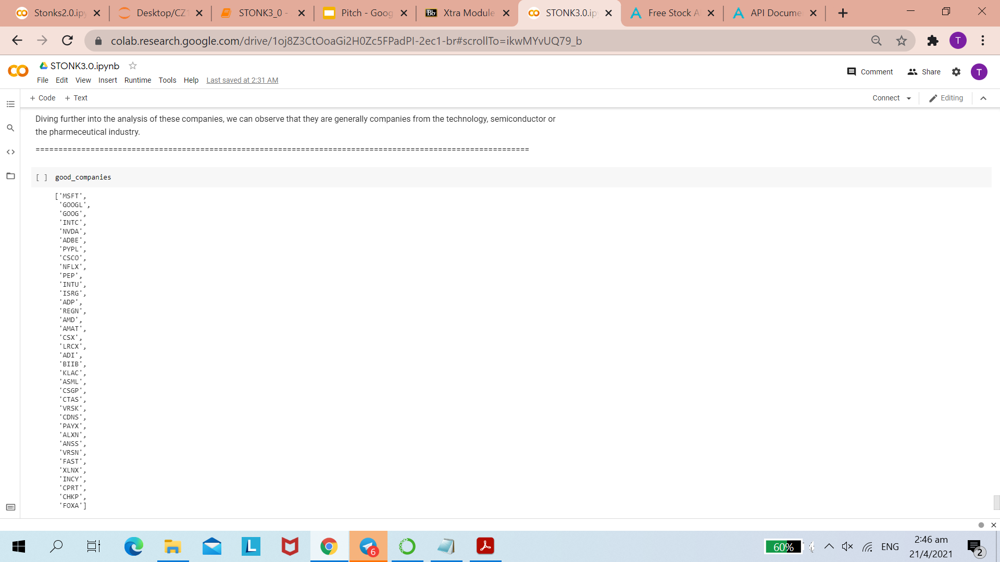 Stonks2.0.ipy
Desktop/CZ1
STONK3_0 -
Pitch - Goog
Bb Xtra Module
STONK3.0.ip
Free Stock A
API Docume
colab.research.google.com/drive/1oj8Z3CtOoaGi2H0Zc5FPadPI-2ec1-br#scrollTo=ikwMYvUQ79_b
T
STONK3.0.ipynb
File Edit View Insert Runtime Tools Help Last saved at 2:31 AM
Comment Share T
+ Code + Text Connect Editing
Diving further into the analysis of these companies, we can observe that they are generally companies from the technology, semiconductor or
the pharmeceutical industry.
============================================================================================================
[ ] good_companies
['MSFT',
'GOOGL',
'GOOG',
'INTC',
'NVDA',
'ADBE',
'PYPL',
'CSCO',
'NFLX',
'PEP',
'INTU',
'ISRG',
'ADP',
'REGN',
'AMD',
'AMAT',
'CSX',
'LRCX',
'ADI',
'BIIB',
'KLAC',
'ASML',
'CSGP',
'CTAS',
'VRSK',
'CDNS',
'PAYX',
'ALXN',
'ANSS',
'VRSN',
'FAST',
'XLNX',
'INCY',
'CPRT',
'CHKP',
'FOXA']
L
6
60%
ENG
2:46 am
21/4/2021
2